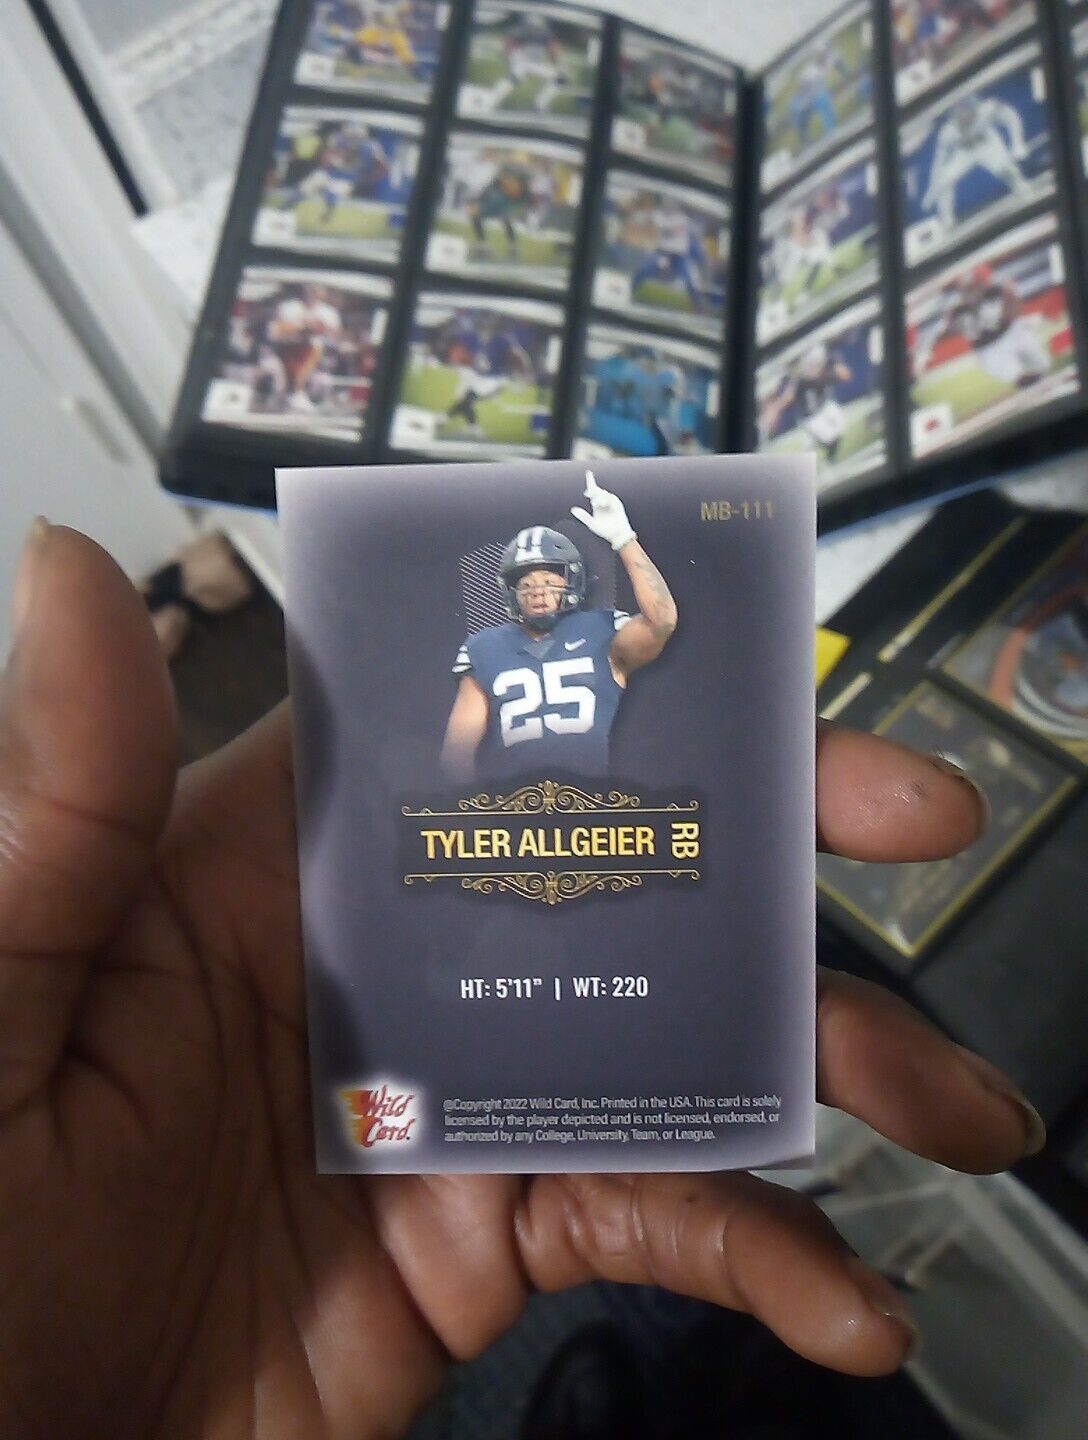 MB-111
25
TYLER ALLGEIER RB
HT: 5'11" | WT: 220
Wild
Card.
@Copyright 2022 Wild Card, Inc. Printed in the USA. This card is solely
licensed by the player depicted and is not licensed, endorsed, or
authorized by any College, University, Team, or League.